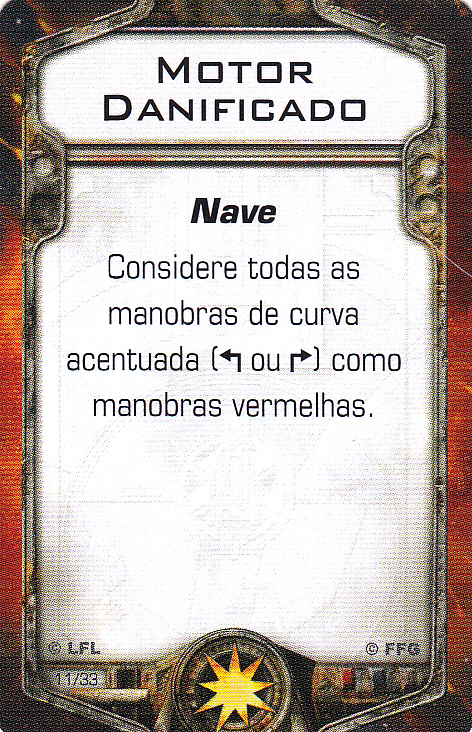 MOTOR
DANIFICADO
Nave
Considere todas as
manobras de curva
acentuada (↰ ou ↱) como
manobras vermelhas.
© LFL © FFG
11/33